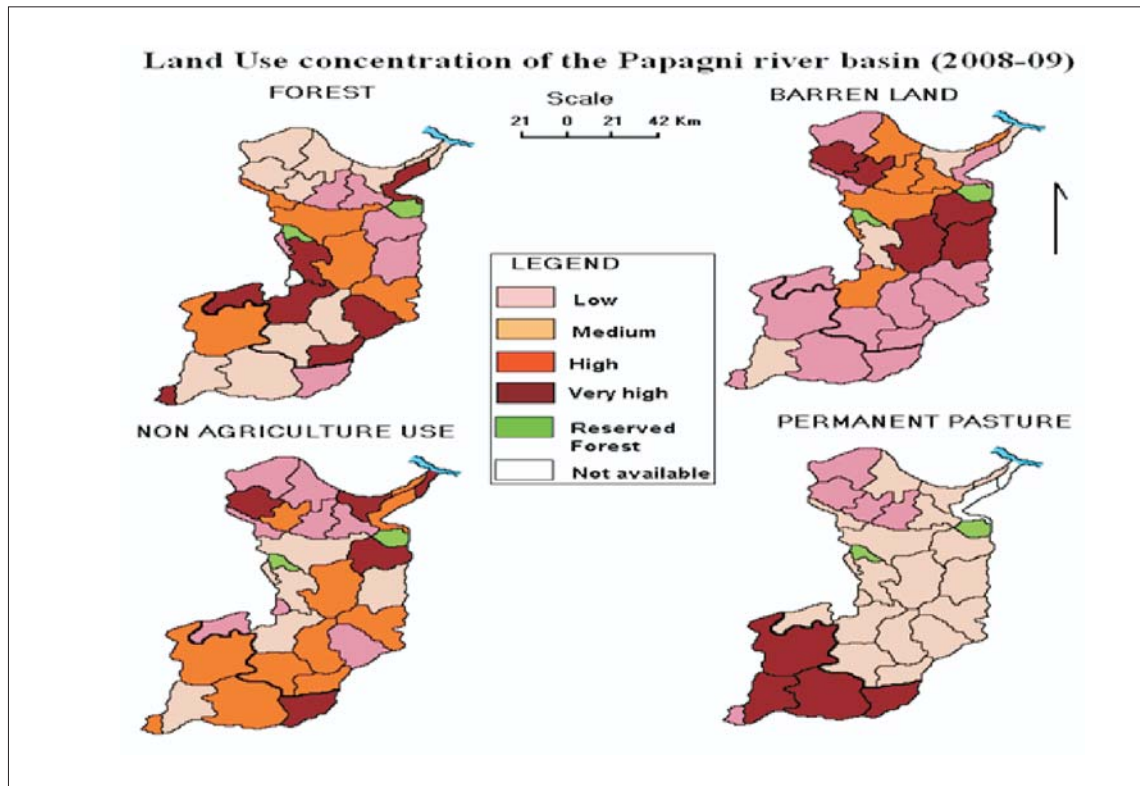 Land Use concentration of the Papagni river basin (2008-09)
FOREST
Scale
21 0 21 42 Km
BARREN LAND
LEGEND
Low
Medium
High
Very high
Reserved
Forest
Not available
NON AGRICULTURE USE
PERMANENT PASTURE